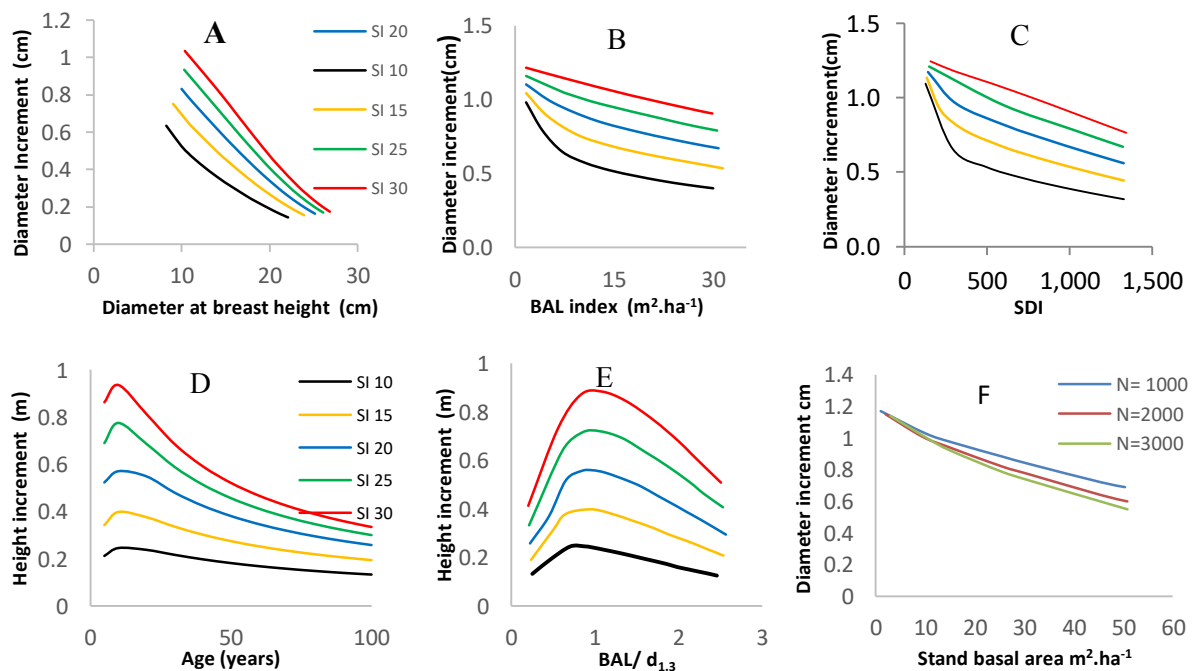 A
Diameter Increment (cm)
1.2
1
0.8
0.6
0.4
0.2
0
0 10 20 30
Diameter at breast height (cm)
SI 20
SI 10
SI 15
SI 25
SI 30
B
Diameter increment(cm)
1.5
1.0
0.5
0.0
0 15 30
BAL index (m².ha⁻¹)
C
Diameter increment(cm)
1.5
1.0
0.5
0.0
0 500 1,000 1,500
SDI
D
Height increment (m)
1
0.8
0.6
0.4
0.2
0
0 50 100
Age (years)
SI 10
SI 15
SI 20
SI 25
SI 30
E
Height increment (m)
1
0.8
0.6
0.4
0.2
0
0 1 2 3
BAL/ d₁.₃
F
Diameter increment cm
1.4
1.2
1
0.8
0.6
0.4
0.2
0
0 10 20 30 40 50 60
Stand basal area m².ha⁻¹
N= 1000
N=2000
N=3000